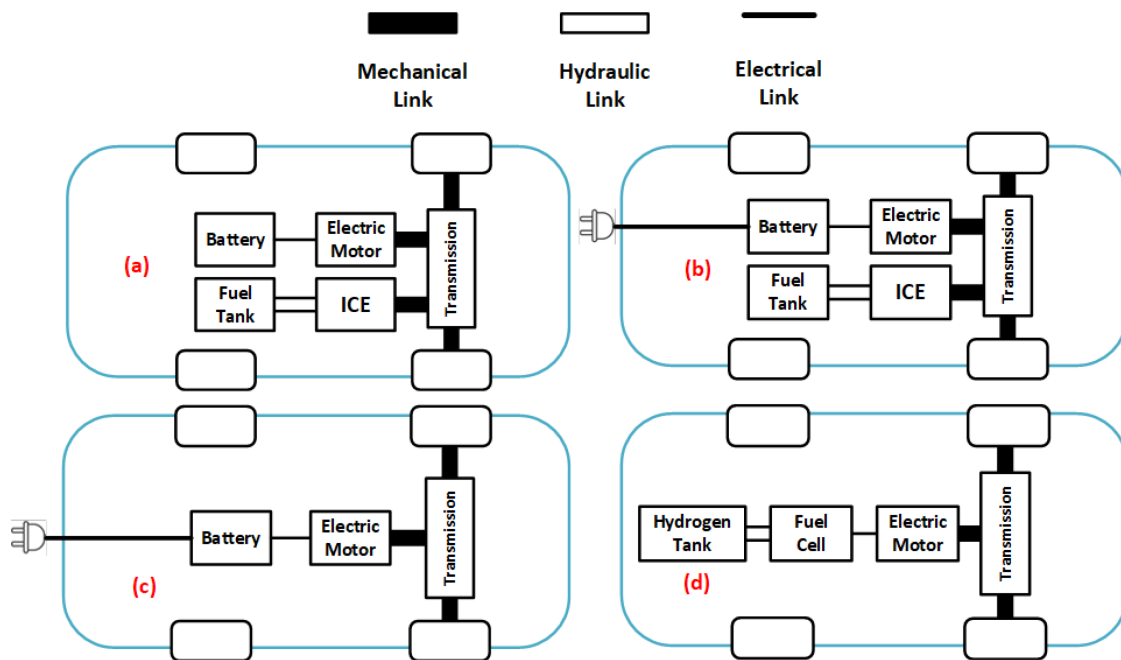 Mechanical
Link
Hydraulic
Link
Electrical
Link
Battery
Electric
Motor
Transmission
(a)
Fuel
Tank
ICE
Battery
Electric
Motor
Transmission
(b)
Fuel
Tank
ICE
Battery
Electric
Motor
Transmission
(c)
Hydrogen
Tank
Fuel
Cell
Electric
Motor
Transmission
(d)